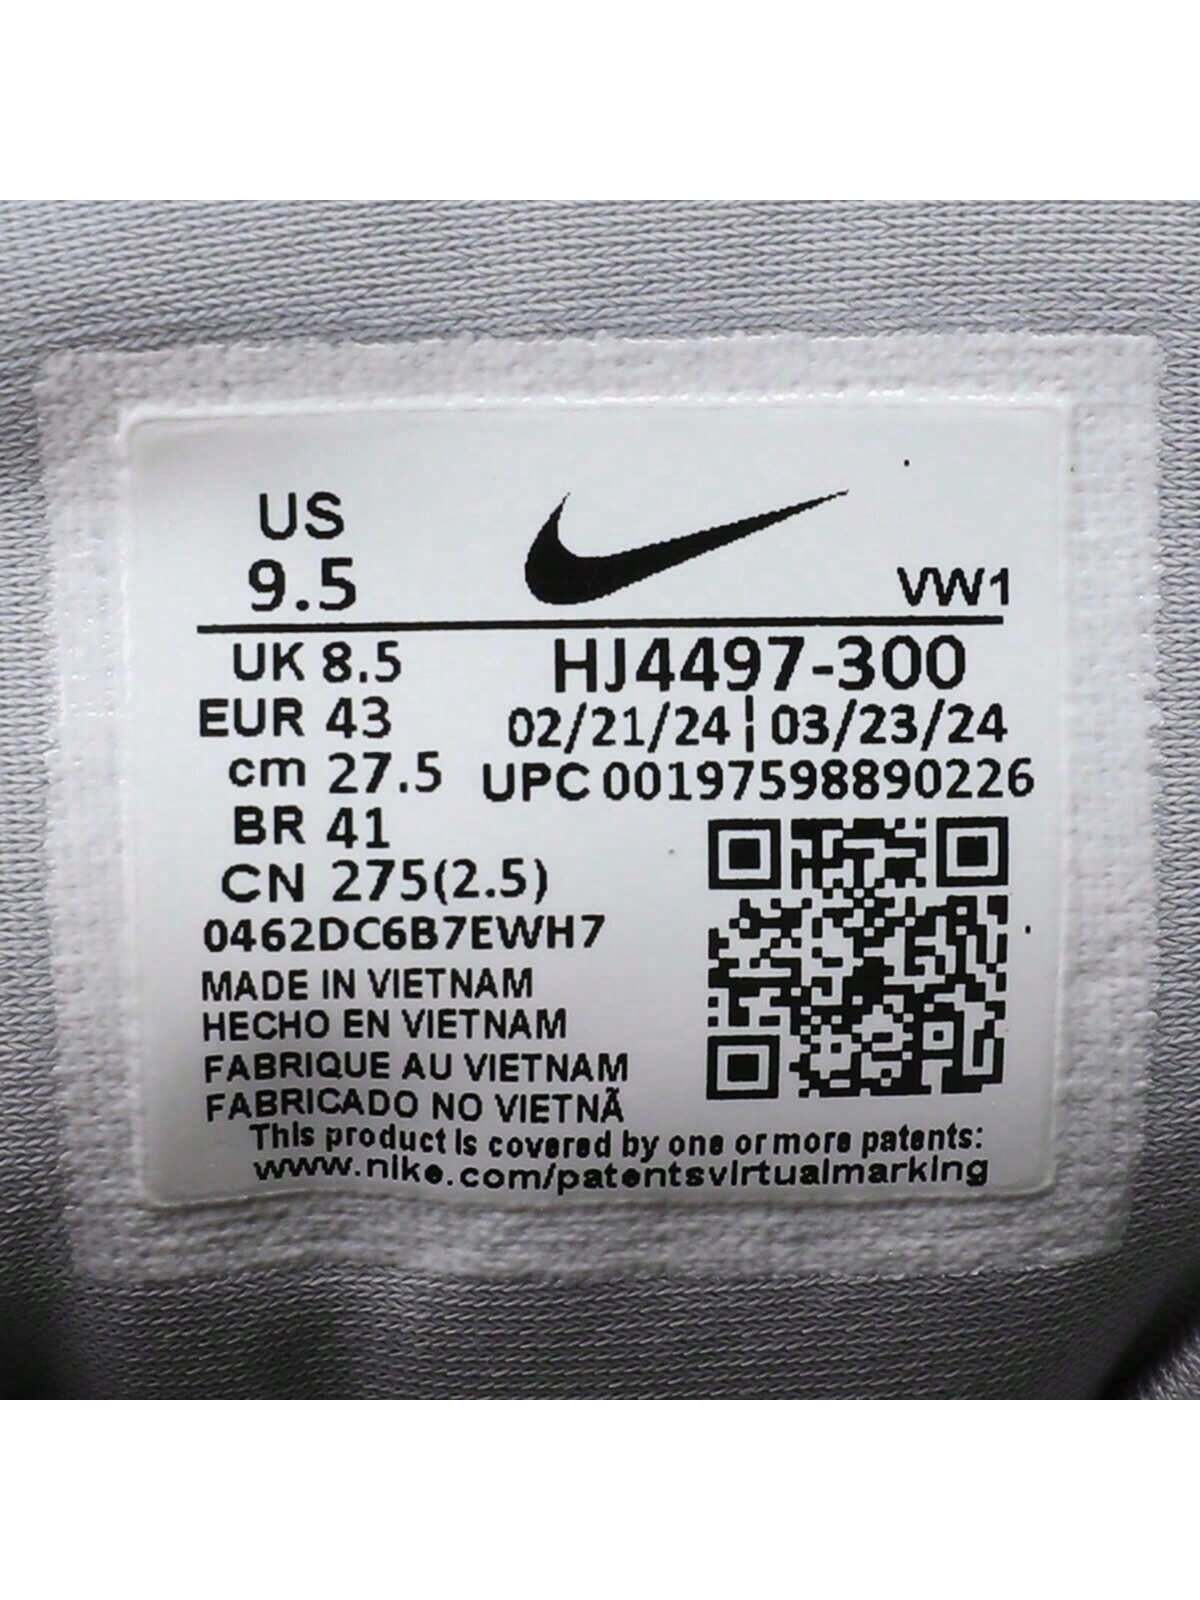 US
9.5
VW1
UK 8.5
HJ4497-300
EUR 43
02/21/24 | 03/23/24
cm 27.5
UPC 00197598890226
BR 41
CN 275(2.5)
0462DC6B7EWH7
MADE IN VIETNAM
HECHO EN VIETNAM
FABRIQUE AU VIETNAM
FABRICADO NO VIETNÃ
This product is covered by one or more patents:
www.nike.com/patentsvirtualmarking